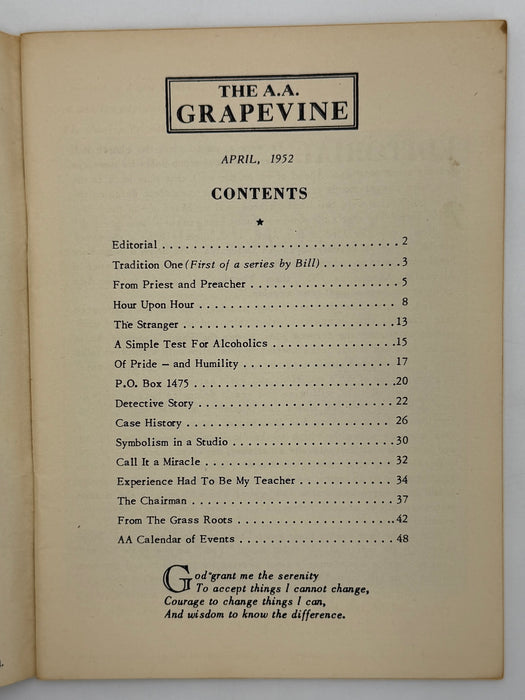 THE A.A.
GRAPEVINE
APRIL, 1952
CONTENTS
★
Editorial . . . . . . . . . . . . . . . . . . . . . . . . . . . . . . 2
Tradition One (First of a series by Bill) . . . . . . . . . . 3
From Priest and Preacher . . . . . . . . . . . . . . . . . . . 5
Hour Upon Hour . . . . . . . . . . . . . . . . . . . . . . . . . 8
The Stranger . . . . . . . . . . . . . . . . . . . . . . . . . . . 13
A Simple Test For Alcoholics . . . . . . . . . . . . . . . . 15
Of Pride — and Humility . . . . . . . . . . . . . . . . . . . 17
P.O. Box 1475 . . . . . . . . . . . . . . . . . . . . . . . . . . 20
Detective Story . . . . . . . . . . . . . . . . . . . . . . . . . 22
Case History . . . . . . . . . . . . . . . . . . . . . . . . . . . 26
Symbolism in a Studio . . . . . . . . . . . . . . . . . . . . . 30
Call It a Miracle . . . . . . . . . . . . . . . . . . . . . . . . 32
Experience Had To Be My Teacher . . . . . . . . . . . . 34
The Chairman . . . . . . . . . . . . . . . . . . . . . . . . . . 37
From The Grass Roots . . . . . . . . . . . . . . . . . . . . 42
AA Calendar of Events . . . . . . . . . . . . . . . . . . . . 48
God grant me the serenity
To accept things I cannot change,
Courage to change things I can,
And wisdom to know the difference.